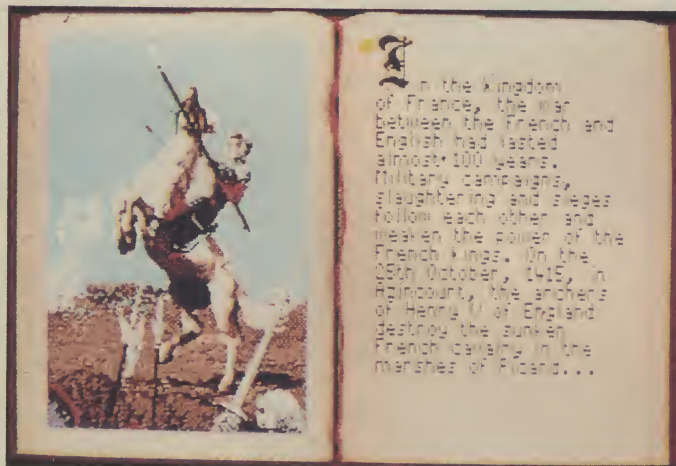 In the Kingdom
of France, the war
between the French and
English had lasted
almost 100 years.
Military campaigns,
slaughtering and sieges
follow each other and
weaken the power of the
French Kings. On the
25th October, 1415, in
Agincourt, the archers
of Henry V of England
destroy the sunken
French cavalry in the
marshes of Picard...